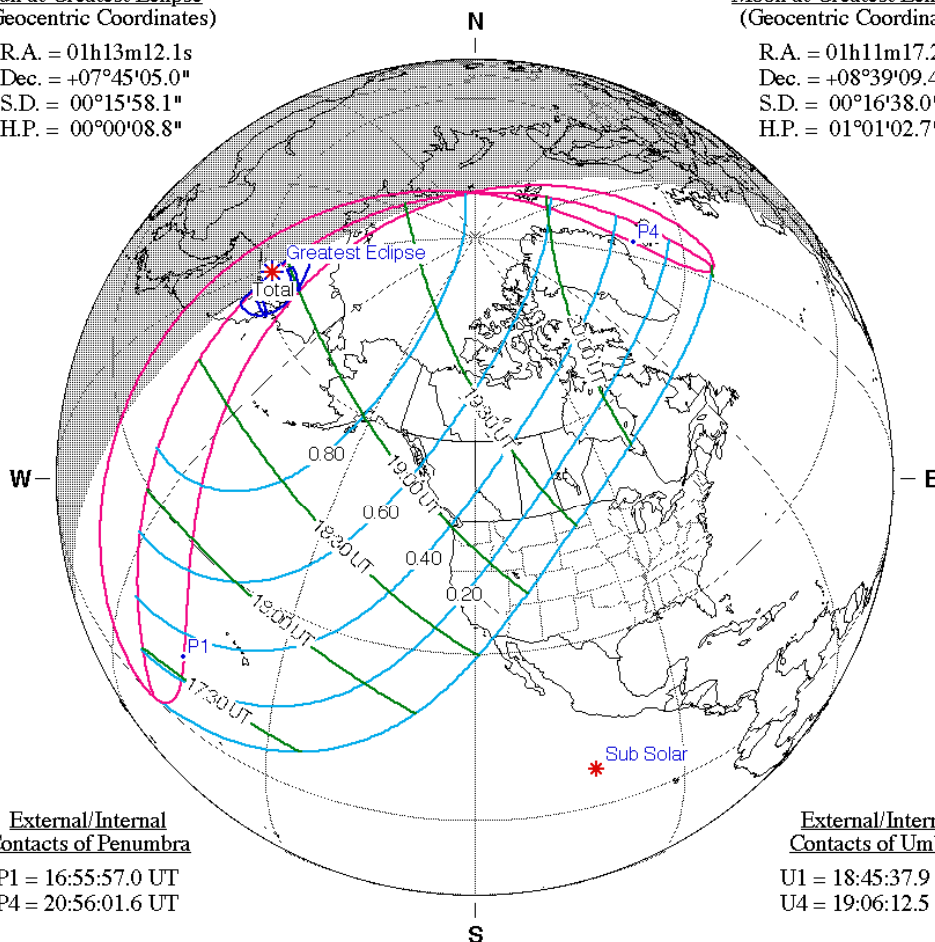 (Geocentric Coordinates)
R.A. = 01h13m12.1s
Dec. = +07°45'05.0"
S.D. = 00°15'58.1"
H.P. = 00°00'08.8"
N
(Geocentric Coordina
R.A. = 01h11m17.2
Dec. = +08°39'09.4
S.D. = 00°16'38.0"
H.P. = 01°01'02.7"
P4
Greatest Eclipse
Total
19:30 UT
0.80
19:00 UT
W
E
0.60
18:30 UT
0.40
0.20
18:00 UT
P1
17:30 UT
Sub Solar
External/Internal
Contacts of Penumbra
P1 = 16:55:57.0 UT
P4 = 20:56:01.6 UT
External/Intern
Contacts of Um
U1 = 18:45:37.9
U4 = 19:06:12.5
S